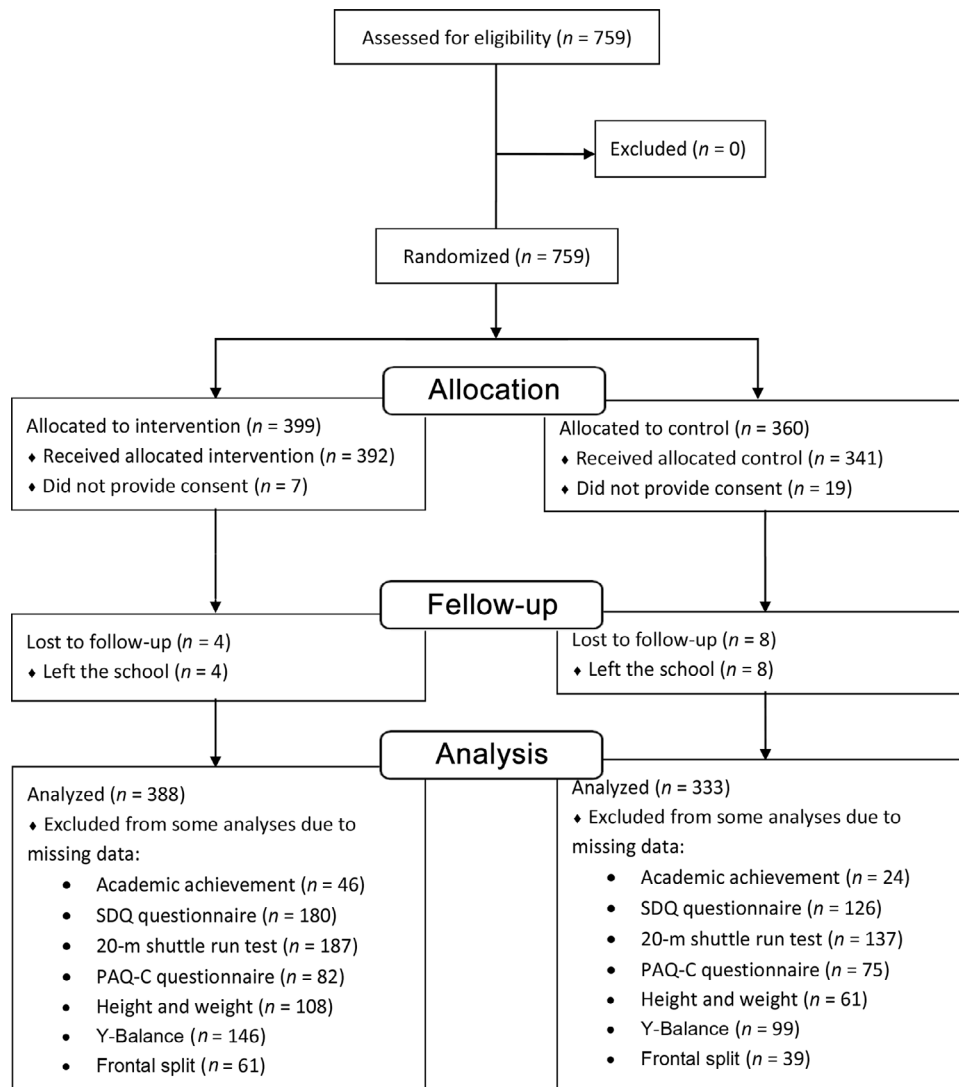 Assessed for eligibility (n = 759)
Excluded (n = 0)
Randomized (n = 759)
Allocation
Allocated to intervention (n = 399)
♦ Received allocated intervention (n = 392)
♦ Did not provide consent (n = 7)
Allocated to control (n = 360)
♦ Received allocated control (n = 341)
♦ Did not provide consent (n = 19)
Fellow-up
Lost to follow-up (n = 4)
♦ Left the school (n = 4)
Lost to follow-up (n = 8)
♦ Left the school (n = 8)
Analysis
Analyzed (n = 388)
♦ Excluded from some analyses due to
missing data:
• Academic achievement (n = 46)
• SDQ questionnaire (n = 180)
• 20-m shuttle run test (n = 187)
• PAQ-C questionnaire (n = 82)
• Height and weight (n = 108)
• Y-Balance (n = 146)
• Frontal split (n = 61)
Analyzed (n = 333)
♦ Excluded from some analyses due to
missing data:
• Academic achievement (n = 24)
• SDQ questionnaire (n = 126)
• 20-m shuttle run test (n = 137)
• PAQ-C questionnaire (n = 75)
• Height and weight (n = 61)
• Y-Balance (n = 99)
• Frontal split (n = 39)